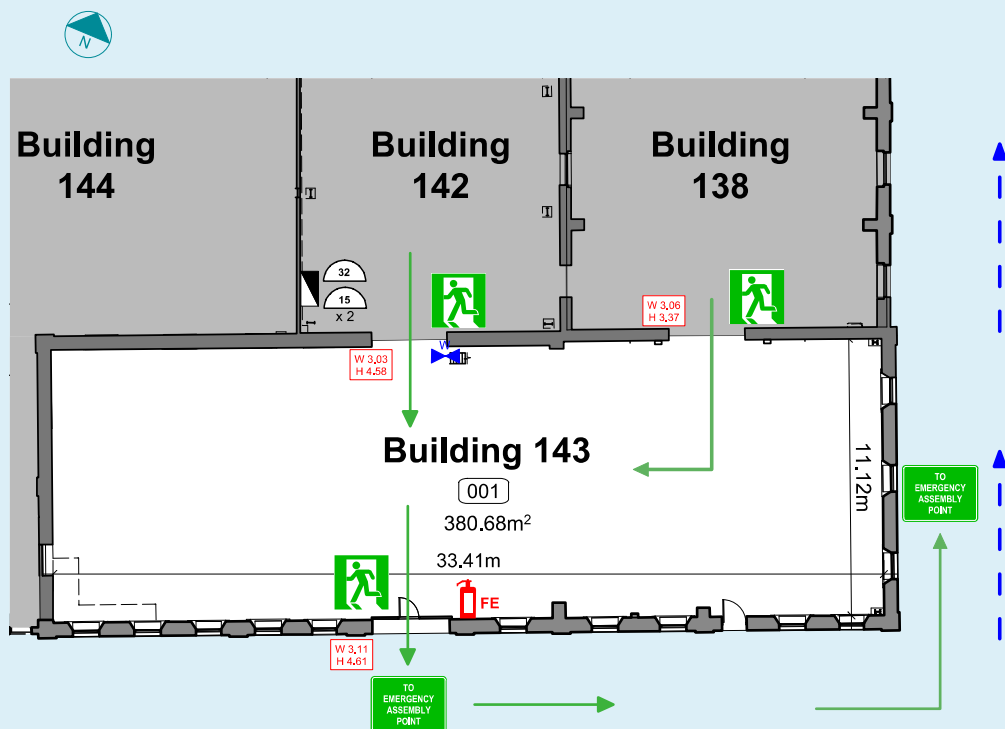 N
Building
144
Building
142
Building
138
32
15
x 2
W 3.06
H 3.37
W
W 3.03
H 4.58
Building 143
001
380.68m²
33.41m
11.12m
TO
EMERGENCY
ASSEMBLY
POINT
FE
W 3.11
H 4.61
TO
EMERGENCY
ASSEMBLY
POINT